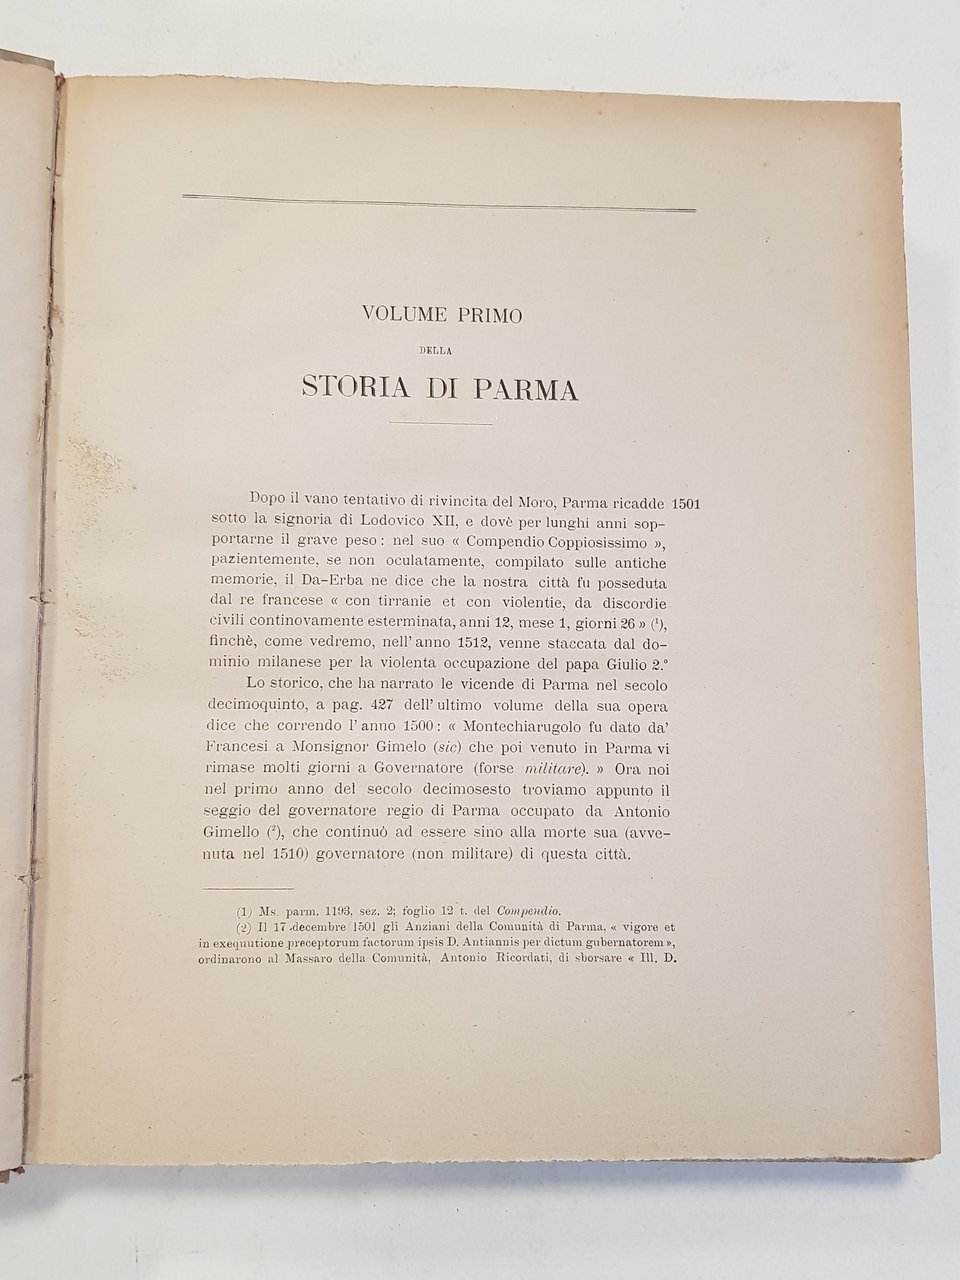 VOLUME PRIMO
DELLA
STORIA DI PARMA
Dopo il vano tentativo di rivincita del Moro, Parma ricadde 1501
sotto la signoria di Lodovico XII, e dovè per lunghi anni sop-
portarne il grave peso: nel suo « Compendio Coppiosissimo »,
pazientemente, se non oculatamente, compilato sulle antiche
memorie, il Da-Erba ne dice che la nostra città fu posseduta
dal re francese « con tirranie et con violentie, da discordie
civili continovamente esterminata, anni 12, mese 1, giorni 26 » (¹),
finchè, come vedremo, nell' anno 1512, venne staccata dal do-
minio milanese per la violenta occupazione del papa Giulio 2.°
Lo storico, che ha narrato le vicende di Parma nel secolo
decimoquinto, a pag. 427 dell' ultimo volume della sua opera
dice che correndo l' anno 1500: « Montechiarugolo fu dato da'
Francesi a Monsignor Gimelo (sic) che poi venuto in Parma vi
rimase molti giorni a Governatore (forse militare). » Ora noi
nel primo anno del secolo decimosesto troviamo appunto il
seggio del governatore regio di Parma occupato da Antonio
Gimello (²), che continuò ad essere sino alla morte sua (avve-
nuta nel 1510) governatore (non militare) di questa città.
(1) Ms. parm. 1193, sez. 2; foglio 12 t. del Compendio.
(2) Il 17 decembre 1501 gli Anziani della Comunità di Parma, « vigore et
in exequutione preceptorum factorum ipsis D. Antiannis per dictum gubernatorem »,
ordinarono al Massaro della Comunità, Antonio Ricordati, di sborsare « Ill. D.